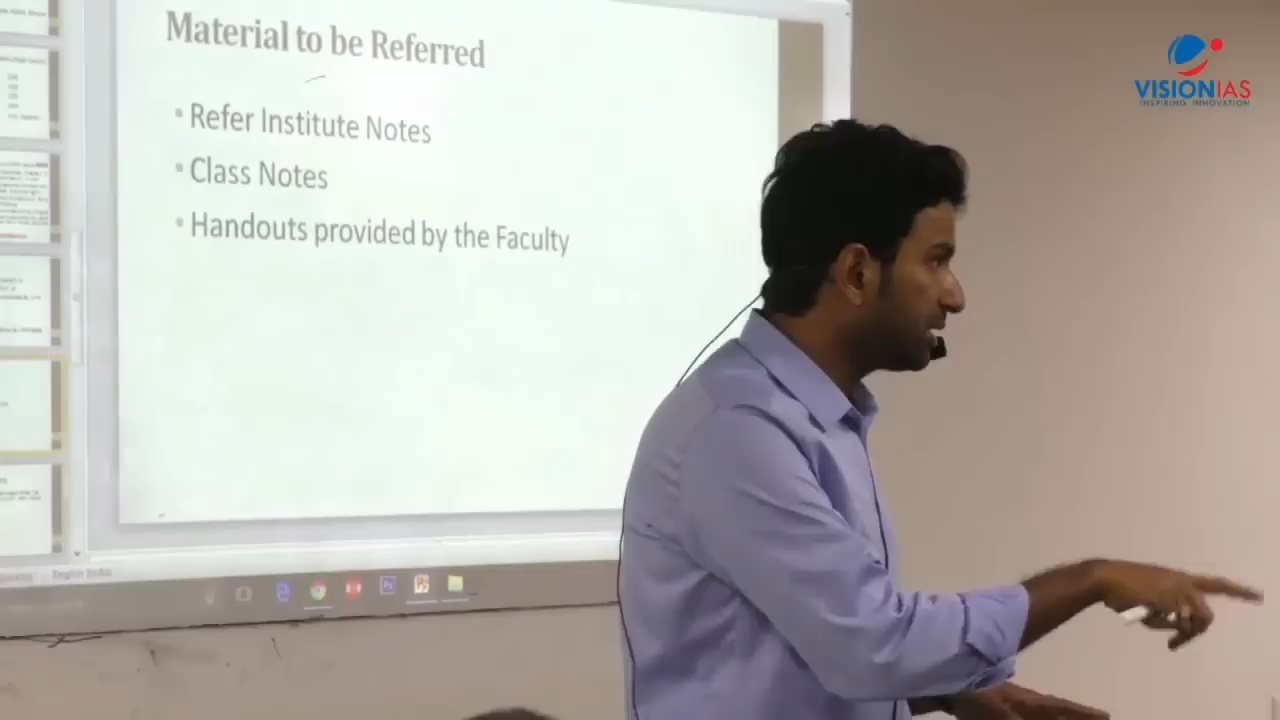 Material to be Referred
• Refer Institute Notes
• Class Notes
• Handouts provided by the Faculty
VISIONIAS
INSPIRING INNOVATION